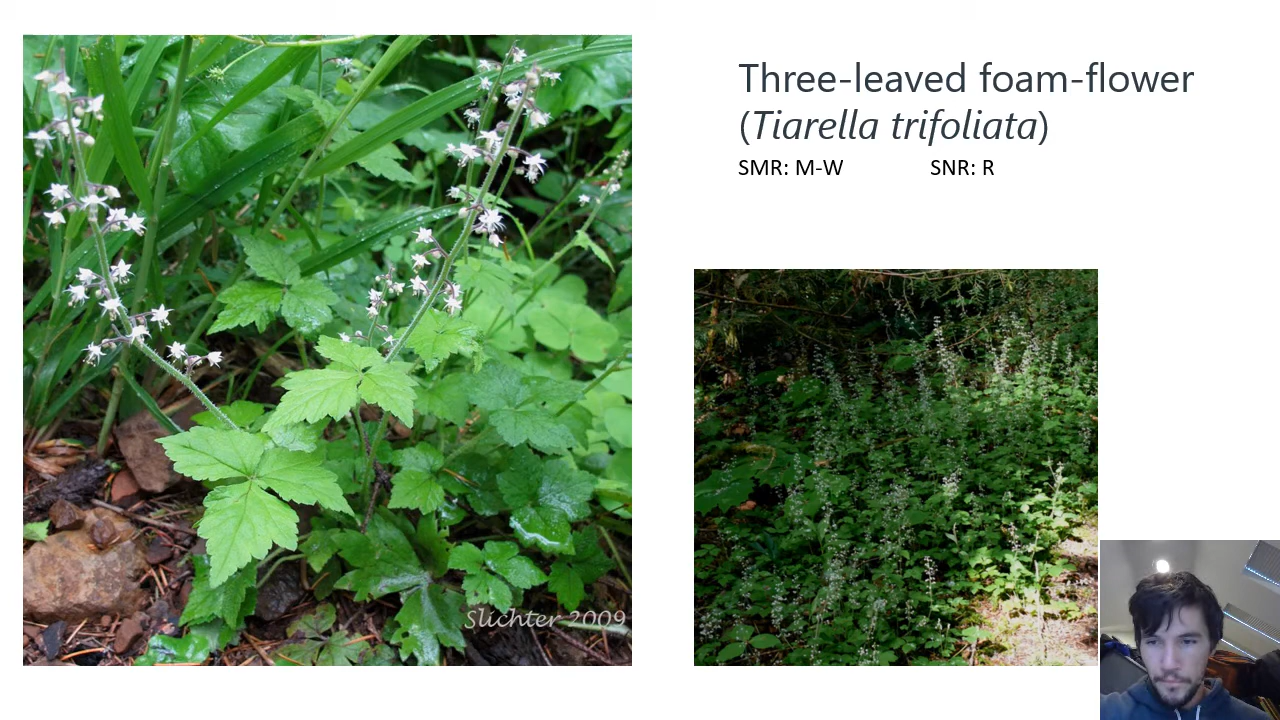 Three-leaved foam-flower
(Tiarella trifoliata)
SMR: M-W SNR: R
Slichter 2009